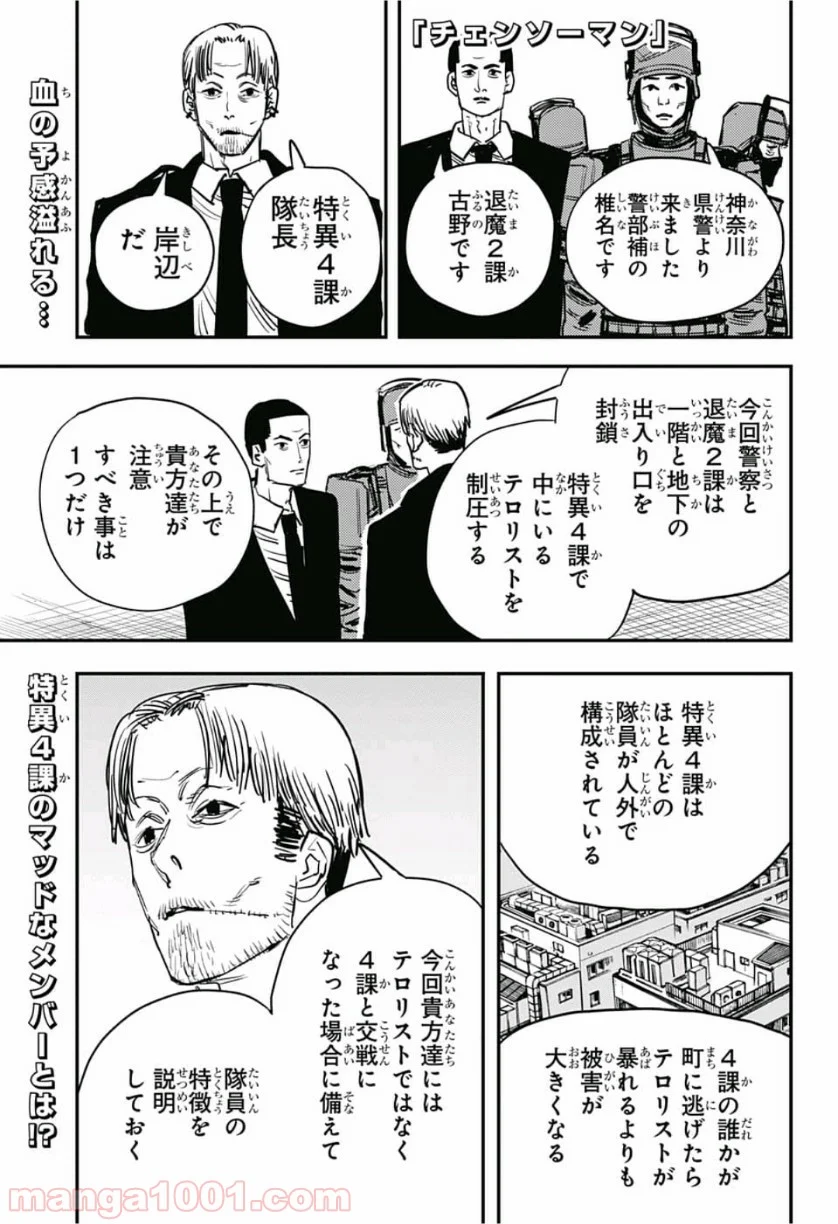 「チェンソーマン」
神奈川
県警より
来ました
警部補の
椎名です
退魔2課
古野です
特異4課
隊長
岸辺
だ
血の予感溢れる…
今回警察と
退魔2課は
一階と地下の
出入り口を
封鎖
特異4課で
中にいる
テロリストを
制圧する
その上で
貴方達が
注意
すべき事は
1つだけ
特異4課は
ほとんどの
隊員が人外で
構成されている
4課の誰かが
町に逃げたら
テロリストが
暴れるよりも
被害が
大きくなる
今回貴方達には
テロリストではなく
4課と交戦に
なった場合に備えて
隊員の
特徴を
説明
しておく
特異4課のマッドなメンバーとは!?
manga1001.com